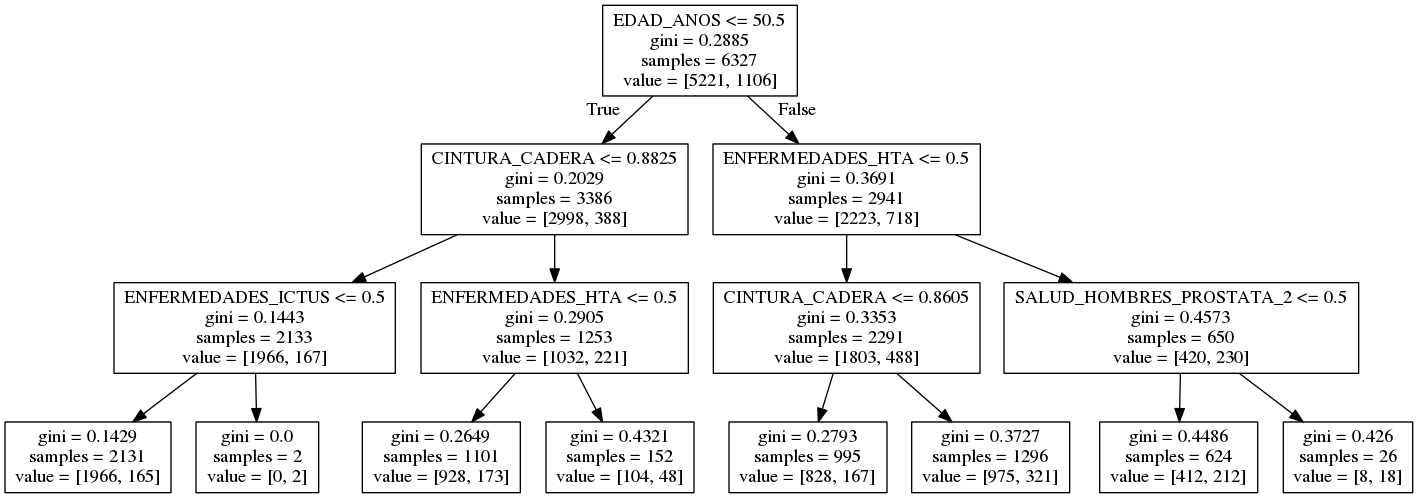 EDAD_ANOS <= 50.5
gini = 0.2885
samples = 6327
value = [5221, 1106]
True
False
CINTURA_CADERA <= 0.8825
gini = 0.2029
samples = 3386
value = [2998, 388]
ENFERMEDADES_HTA <= 0.5
gini = 0.3691
samples = 2941
value = [2223, 718]
ENFERMEDADES_ICTUS <= 0.5
gini = 0.1443
samples = 2133
value = [1966, 167]
ENFERMEDADES_HTA <= 0.5
gini = 0.2905
samples = 1253
value = [1032, 221]
CINTURA_CADERA <= 0.8605
gini = 0.3353
samples = 2291
value = [1803, 488]
SALUD_HOMBRES_PROSTATA_2 <= 0.5
gini = 0.4573
samples = 650
value = [420, 230]
gini = 0.1429
samples = 2131
value = [1966, 165]
gini = 0.0
samples = 2
value = [0, 2]
gini = 0.2649
samples = 1101
value = [928, 173]
gini = 0.4321
samples = 152
value = [104, 48]
gini = 0.2793
samples = 995
value = [828, 167]
gini = 0.3727
samples = 1296
value = [975, 321]
gini = 0.4486
samples = 624
value = [412, 212]
gini = 0.426
samples = 26
value = [8, 18]